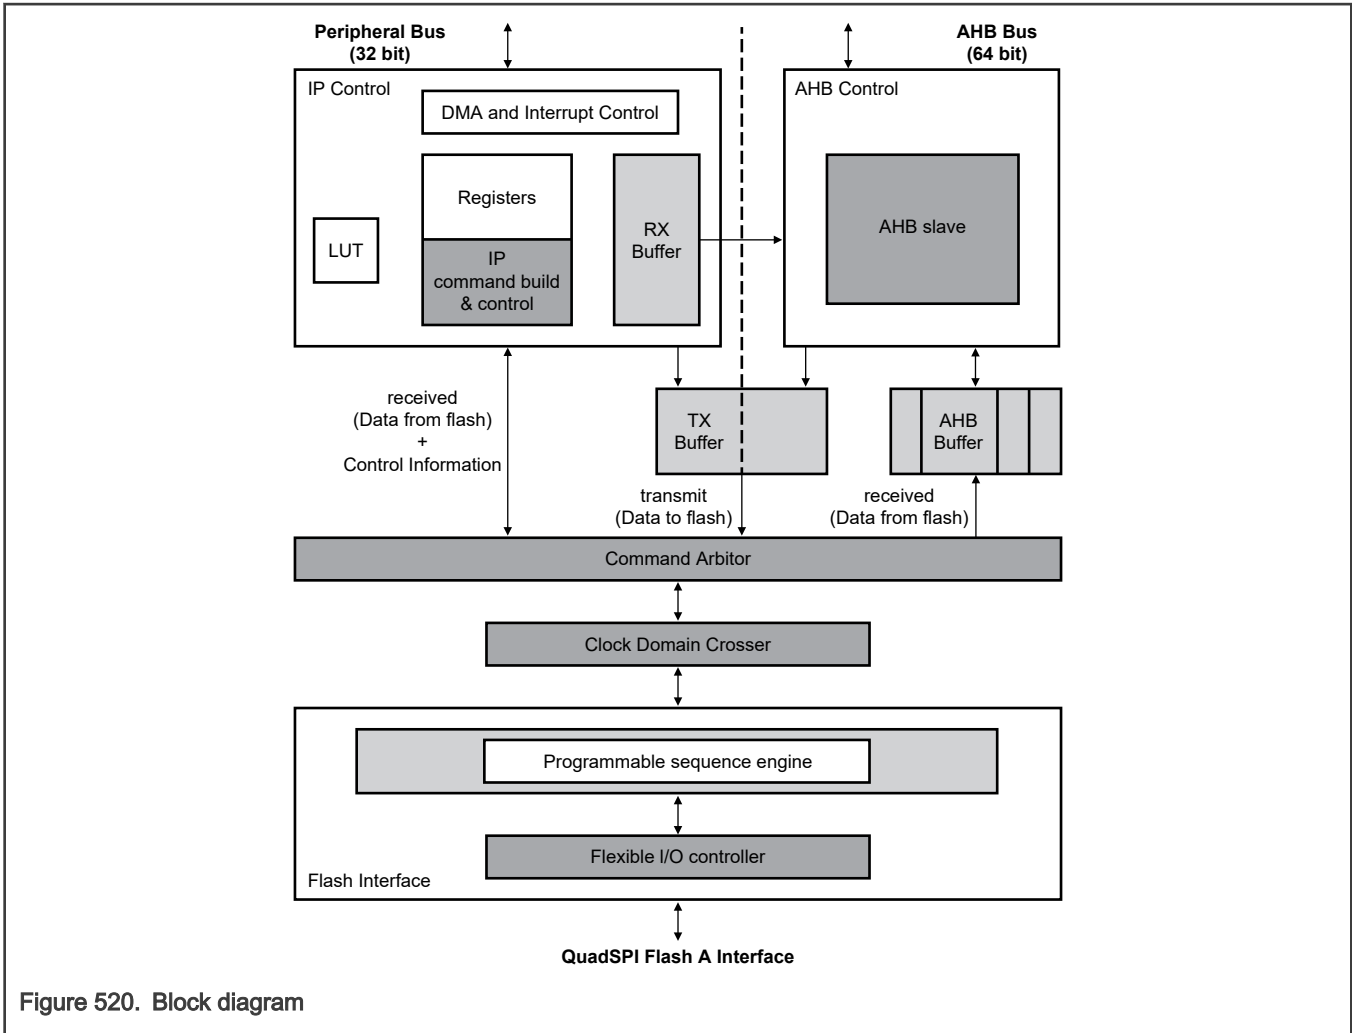 Peripheral Bus
(32 bit)
AHB Bus
(64 bit)
IP Control
DMA and Interrupt Control
Registers
LUT
IP
command build
& control
RX
Buffer
AHB Control
AHB slave
received
(Data from flash)
+
Control Information
TX
Buffer
AHB
Buffer
transmit
(Data to flash)
received
(Data from flash)
Command Arbitor
Clock Domain Crosser
Programmable sequence engine
Flexible I/O controller
Flash Interface
QuadSPI Flash A Interface
Figure 520. Block diagram